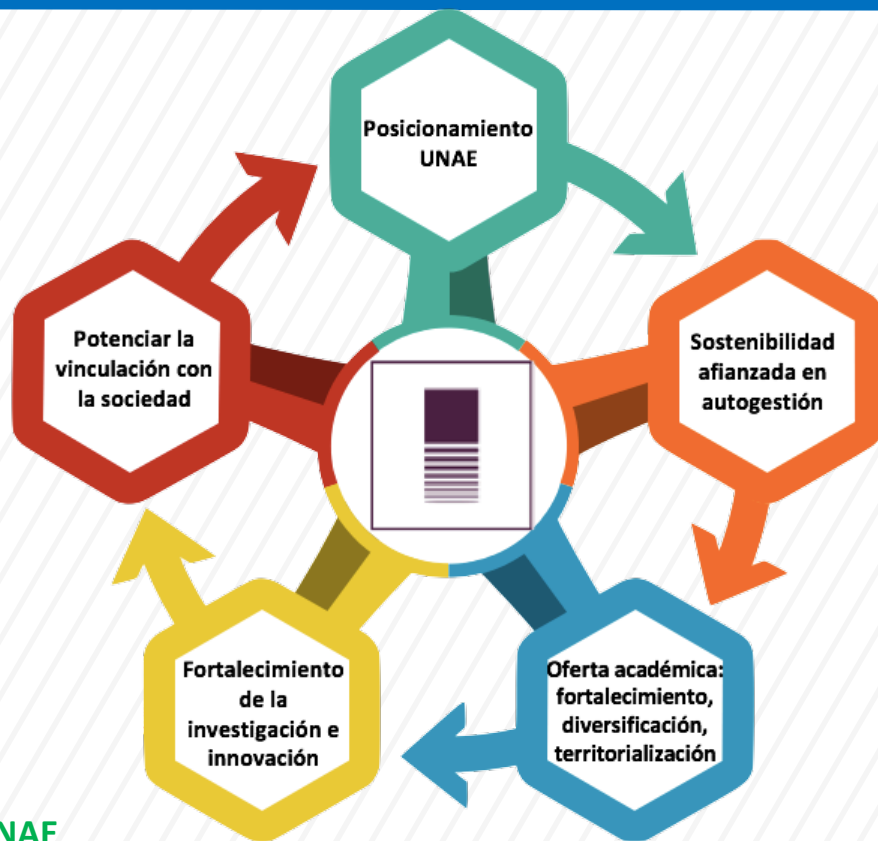 Posicionamiento
UNAE
Sostenibilidad
afianzada en
autogestión
Oferta académica:
fortalecimiento,
diversificación,
territorialización
Fortalecimiento
de la
investigación e
innovación
Potenciar la
vinculación con
la sociedad